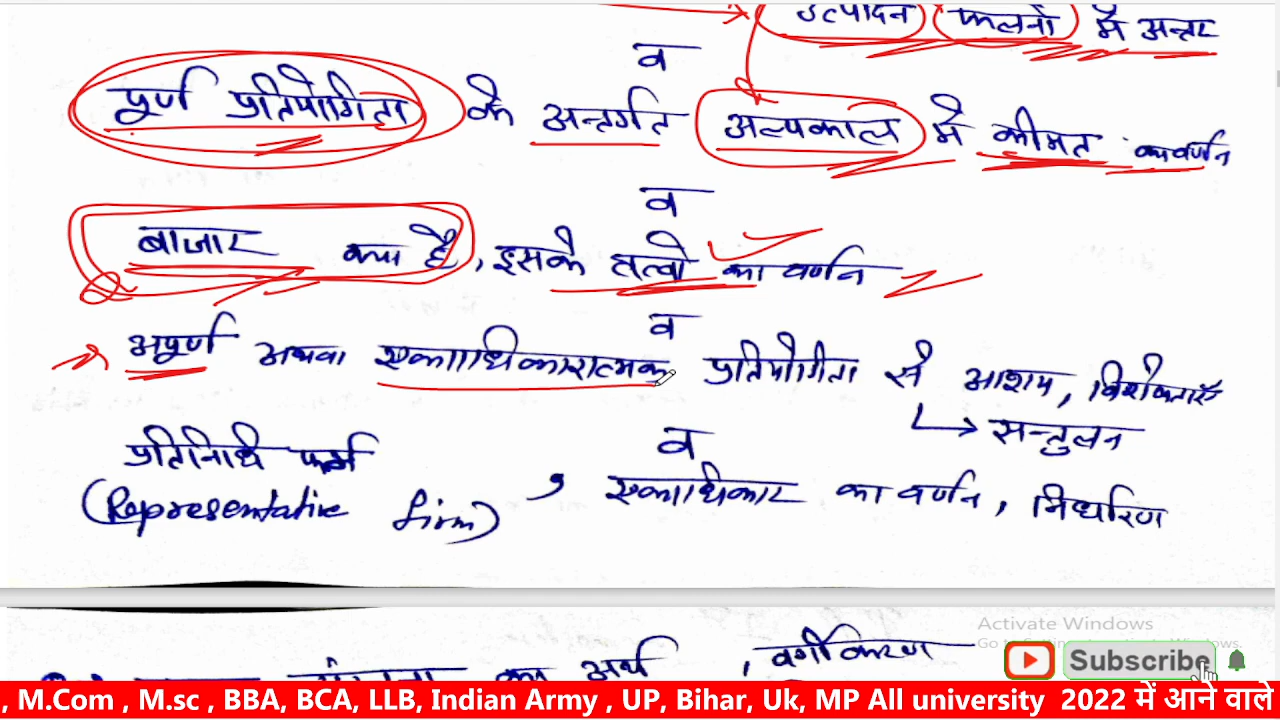 उत्पादन फलनो में अन्तर
व
पूर्ण प्रतियोगिता के अन्तर्गत अल्पकाल में कीमत का वर्णन
व
बाजार क्या है, इसके तत्वो का वर्णन
व
अपूर्ण अथवा एकाधिकारात्मक प्रतियोगिता से आशय, विशेषताएँ
↳ सन्तुलन
व
प्रतिनिधि फर्म
(Representative firm) , एकाधिकार का वर्णन, निर्धारण
Activate Windows
का अर्थ , वर्गीकरण
Subscribe
, M.Com , M.sc , BBA, BCA, LLB, Indian Army , UP, Bihar, Uk, MP All university 2022 में आने वाले